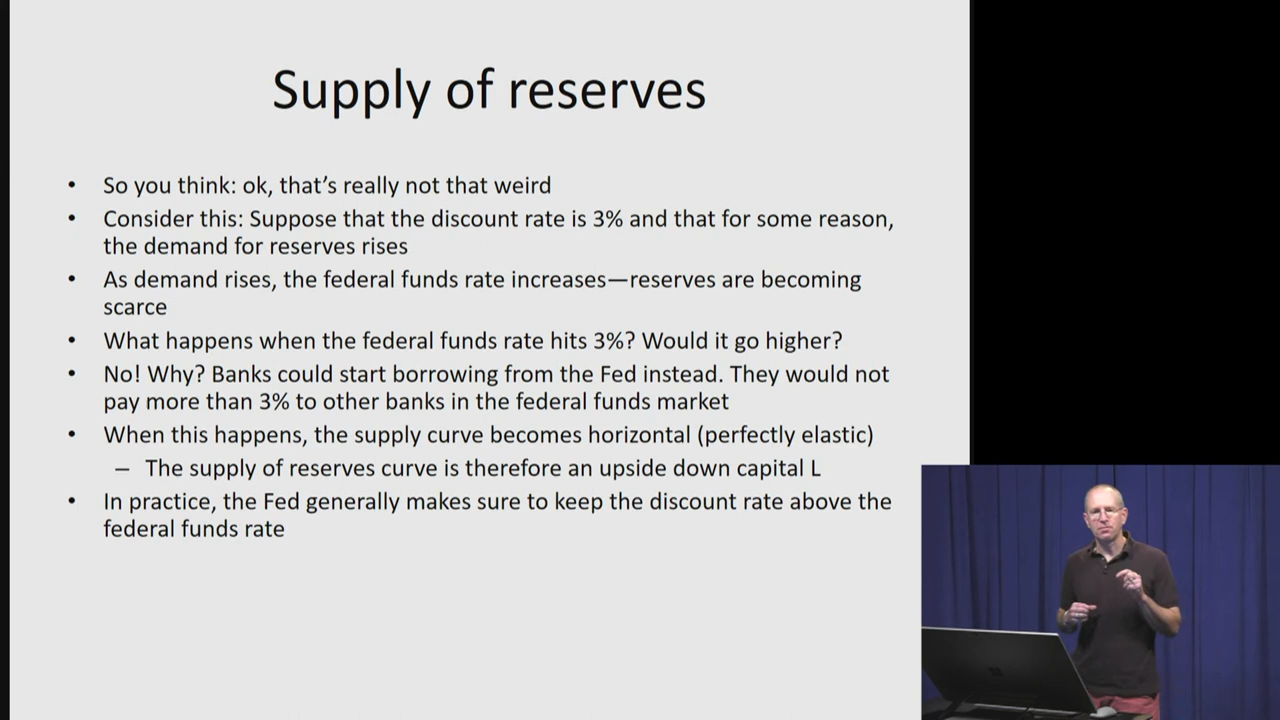 Supply of reserves
• So you think: ok, that’s really not that weird
• Consider this: Suppose that the discount rate is 3% and that for some reason,
the demand for reserves rises
• As demand rises, the federal funds rate increases—reserves are becoming
scarce
• What happens when the federal funds rate hits 3%? Would it go higher?
• No! Why? Banks could start borrowing from the Fed instead. They would not
pay more than 3% to other banks in the federal funds market
• When this happens, the supply curve becomes horizontal (perfectly elastic)
– The supply of reserves curve is therefore an upside down capital L
• In practice, the Fed generally makes sure to keep the discount rate above the
federal funds rate